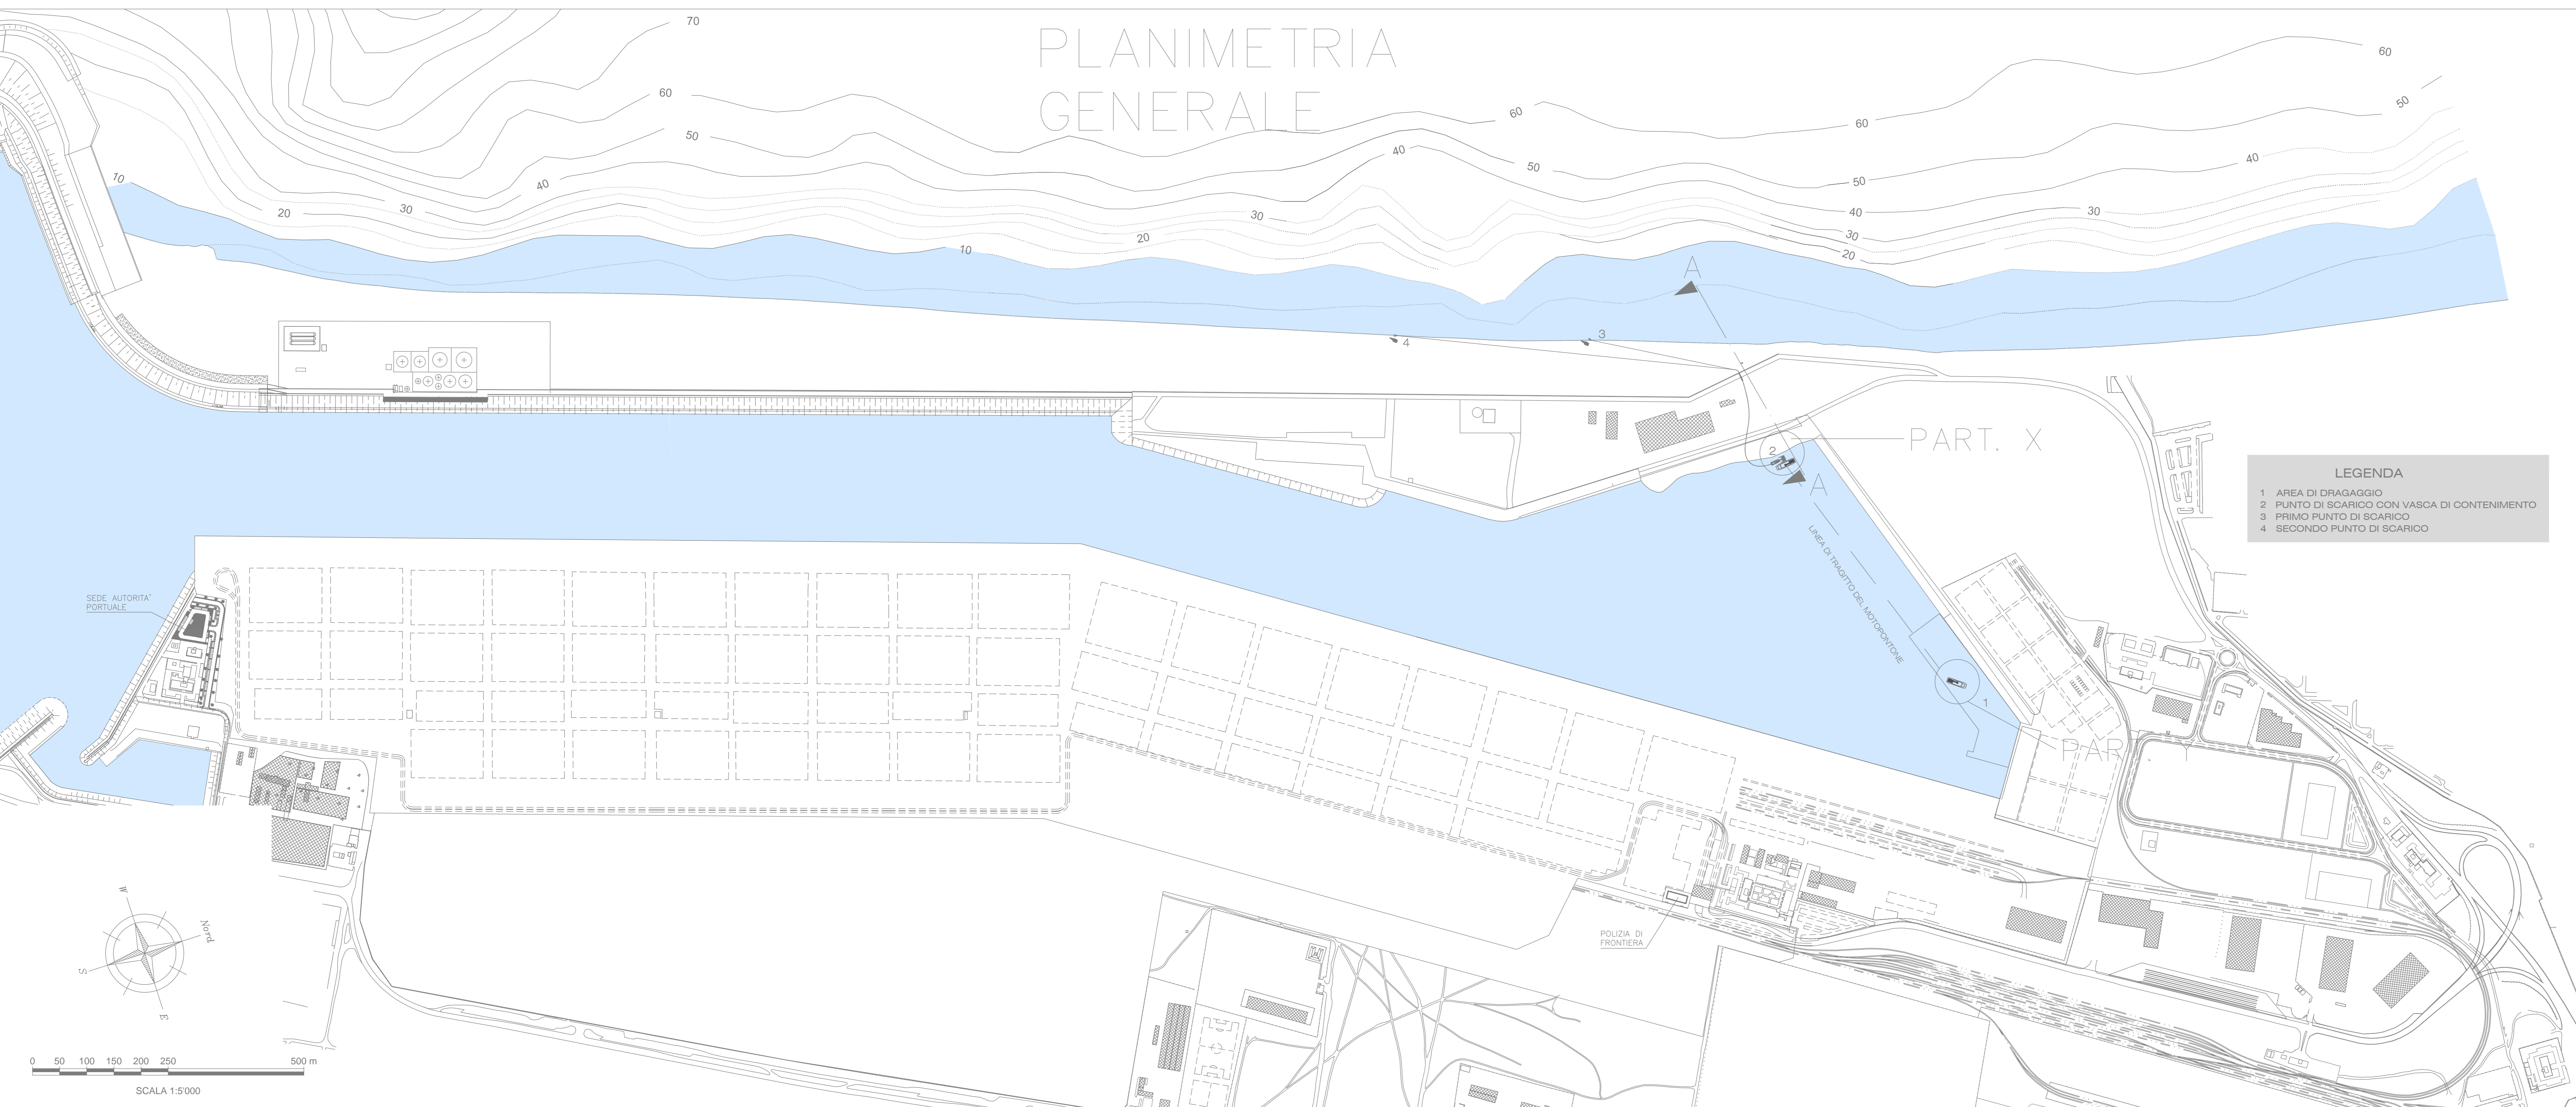 PLANIMETRIA
GENERALE
70
60
60
50
60
50
60
40
50
50
40
40
10
40
30
20
30
40
30
30
20
10
20
A
4
3
2
PART. X
A
LINEA DI TRAGITTO DEL MOTOPONTONE
LEGENDA
1 AREA DI DRAGAGGIO
2 PUNTO DI SCARICO CON VASCA DI CONTENIMENTO
3 PRIMO PUNTO DI SCARICO
4 SECONDO PUNTO DI SCARICO
SEDE AUTORITA'
PORTUALE
1
PAR
POLIZIA DI
FRONTIERA
W
Nord
S
E
0 50 100 150 200 250 500 m
SCALA 1:5'000